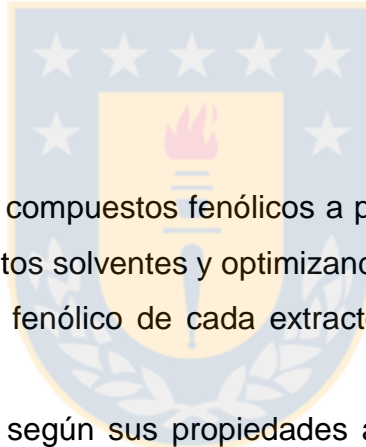 compuestos fenólicos a p
tos solventes y optimizand
fenólico de cada extract
según sus propiedades a